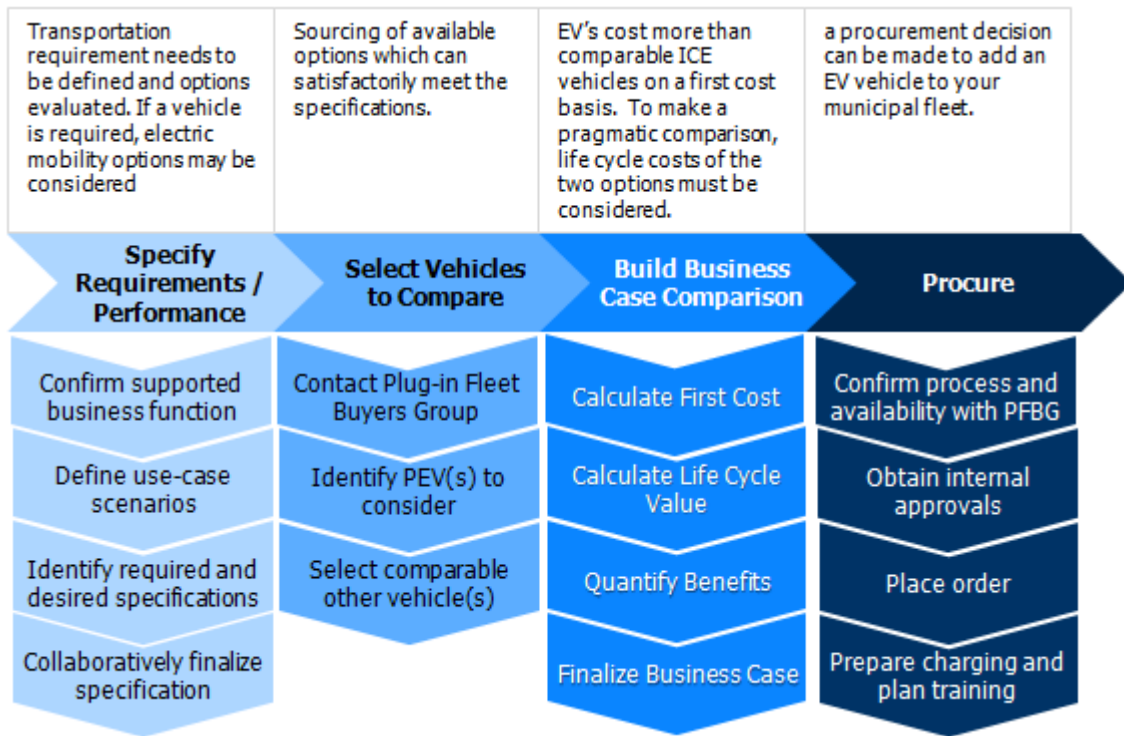 Transportation
requirement needs to
be defined and options
evaluated. If a vehicle
is required, electric
mobility options may be
considered
Sourcing of available
options which can
satisfactorily meet the
specifications.
EV's cost more than
comparable ICE
vehicles on a first cost
basis. To make a
pragmatic comparison,
life cycle costs of the
two options must be
considered.
a procurement decision
can be made to add an
EV vehicle to your
municipal fleet.
Specify
Requirements /
Performance
Select Vehicles
to Compare
Build Business
Case Comparison
Procure
Confirm supported
business function
Define use-case
scenarios
Identify required and
desired specifications
Collaboratively finalize
specification
Contact Plug-in Fleet
Buyers Group
Identify PEV(s) to
consider
Select comparable
other vehicle(s)
Calculate First Cost
Calculate Life Cycle
Value
Quantify Benefits
Finalize Business Case
Confirm process and
availability with PFBG
Obtain internal
approvals
Place order
Prepare charging and
plan training